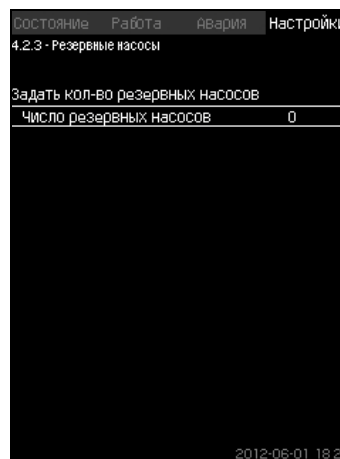 Состояние Работа Авария Настройки
4.2.3 - Резервные насосы
Задать кол-во резервных насосов
Число резервных насосов 0
2012-06-01 18:2